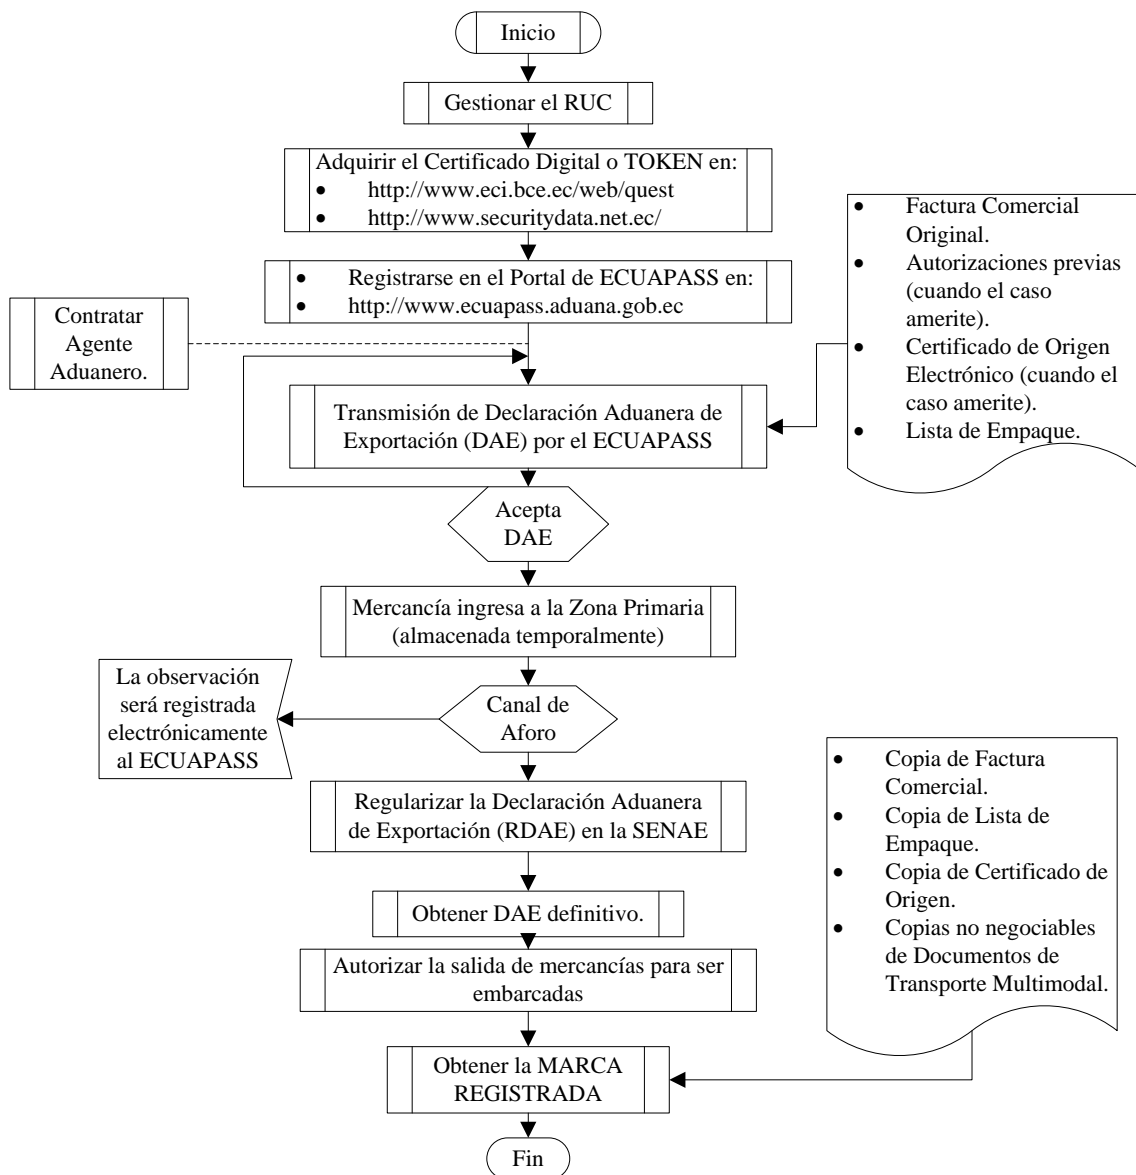 Inicio
Gestionar el RUC
Adquirir el Certificado Digital o TOKEN en:
• http://www.eci.bce.ec/web/quest
• http://www.securitydata.net.ec/
• Registrarse en el Portal de ECUAPASS en:
• http://www.ecuapass.aduana.gob.ec
Contratar
Agente
Aduanero.
• Factura Comercial
Original.
• Autorizaciones previas
(cuando el caso
amerite).
• Certificado de Origen
Electrónico (cuando el
caso amerite).
• Lista de Empaque.
Transmisión de Declaración Aduanera de
Exportación (DAE) por el ECUAPASS
Acepta
DAE
Mercancía ingresa a la Zona Primaria
(almacenada temporalmente)
La observación
será registrada
electrónicamente
al ECUAPASS
Canal de
Aforo
Regularizar la Declaración Aduanera
de Exportación (RDAE) en la SENAE
• Copia de Factura
Comercial.
• Copia de Lista de
Empaque.
• Copia de Certificado de
Origen.
• Copias no negociables
de Documentos de
Transporte Multimodal.
Obtener DAE definitivo.
Autorizar la salida de mercancías para ser
embarcadas
Obtener la MARCA
REGISTRADA
Fin